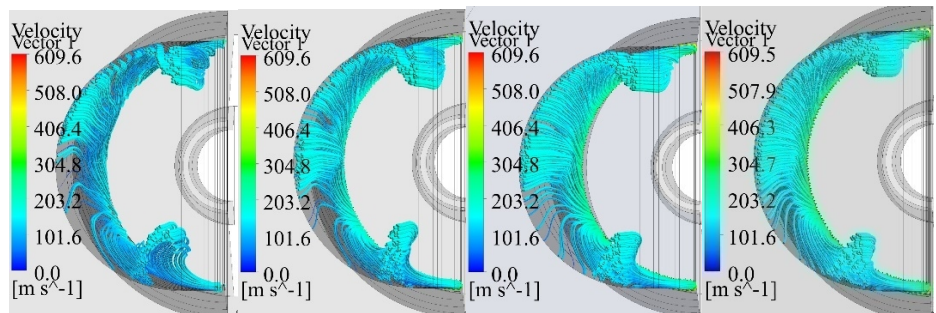 Velocity
Vector 1
609.6
508.0
406.4
304.8
203.2
101.6
0.0
[m s^-1]
Velocity
Vector 1
609.6
508.0
406.4
304.8
203.2
101.6
0.0
[m s^-1]
Velocity
Vector 1
609.6
508.0
406.4
304.8
203.2
101.6
0.0
[m s^-1]
Velocity
Vector 1
609.5
507.9
406.3
304.7
203.2
101.6
0.0
[m s^-1]